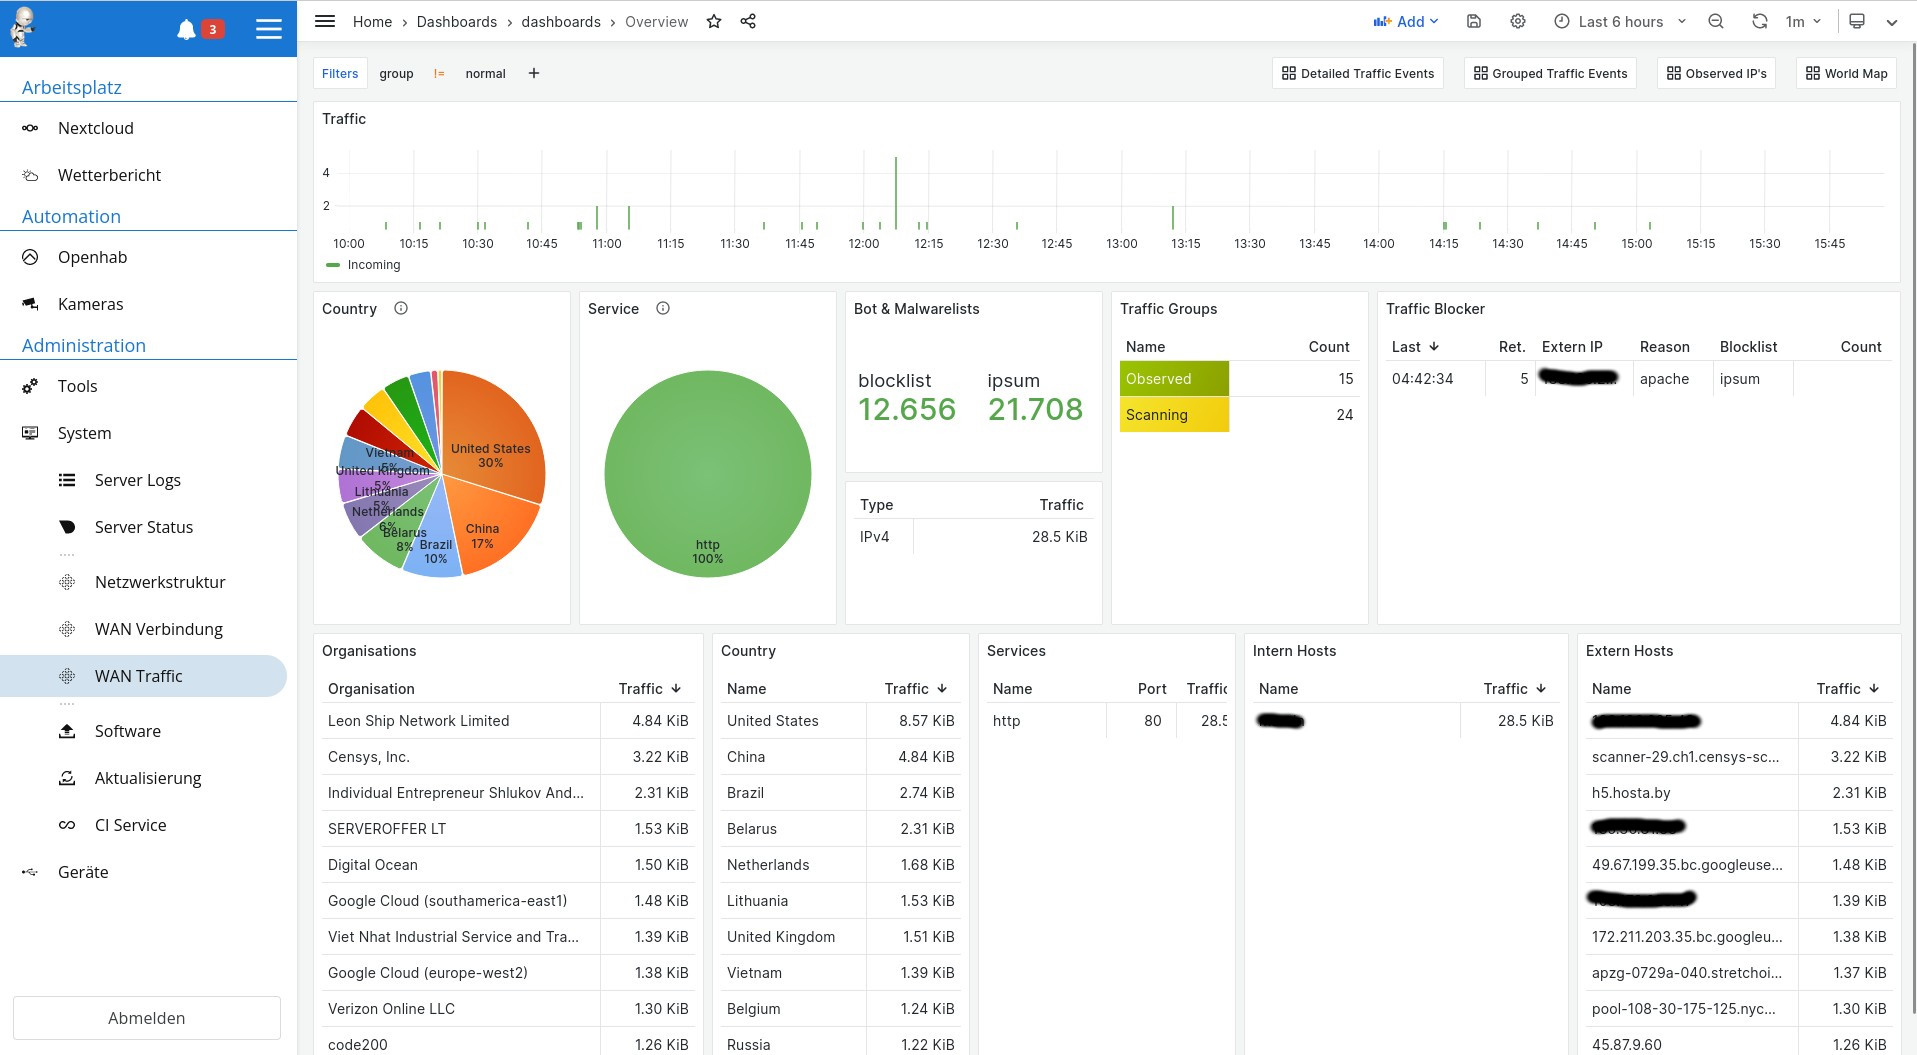 3
Arbeitsplatz
Nextcloud
Wetterbericht
Automation
Openhab
Kameras
Administration
Tools
System
Server Logs
Server Status
Netzwerkstruktur
WAN Verbindung
WAN Traffic
Software
Aktualisierung
CI Service
Geräte
Abmelden
Home › Dashboards › dashboards › Overview
Add
Last 6 hours
1m
Filters group != normal +
Detailed Traffic Events Grouped Traffic Events Observed IP's World Map
Traffic
4
2
10:00 10:15 10:30 10:45 11:00 11:15 11:30 11:45 12:00 12:15 12:30 12:45 13:00 13:15 13:30 13:45 14:00 14:15 14:30 14:45 15:00 15:15 15:30 15:45
Incoming
Country
United States
30%
China
17%
Brazil
10%
Belarus
8%
Netherlands
6%
Lithuania
5%
United Kingdom
5%
Vietnam
5%
Service
http
100%
Bot & Malwarelists
blocklist ipsum
12.656 21.708
Type Traffic
IPv4 28.5 KiB
Traffic Groups
Name Count
Observed 15
Scanning 24
Traffic Blocker
Last ↓ Ret. Extern IP Reason Blocklist Count
04:42:34 5 apache ipsum
Organisations
Organisation Traffic ↓
Leon Ship Network Limited 4.84 KiB
Censys, Inc. 3.22 KiB
Individual Entrepreneur Shlukov And... 2.31 KiB
SERVEROFFER LT 1.53 KiB
Digital Ocean 1.50 KiB
Google Cloud (southamerica-east1) 1.48 KiB
Viet Nhat Industrial Service and Tra... 1.39 KiB
Google Cloud (europe-west2) 1.38 KiB
Verizon Online LLC 1.30 KiB
code200 1.26 KiB
Country
Name Traffic ↓
United States 8.57 KiB
China 4.84 KiB
Brazil 2.74 KiB
Belarus 2.31 KiB
Netherlands 1.68 KiB
Lithuania 1.53 KiB
United Kingdom 1.51 KiB
Vietnam 1.39 KiB
Belgium 1.24 KiB
Russia 1.22 KiB
Services
Name Port Traffic
http 80 28.5
Intern Hosts
Name Traffic ↓
28.5 KiB
Extern Hosts
Name Traffic ↓
4.84 KiB
scanner-29.ch1.censys-sc... 3.22 KiB
h5.hosta.by 2.31 KiB
1.53 KiB
49.67.199.35.bc.googleuse... 1.48 KiB
1.39 KiB
172.211.203.35.bc.googleu... 1.38 KiB
apzg-0729a-040.stretchoi... 1.37 KiB
pool-108-30-175-125.nyc... 1.30 KiB
45.87.9.60 1.26 KiB